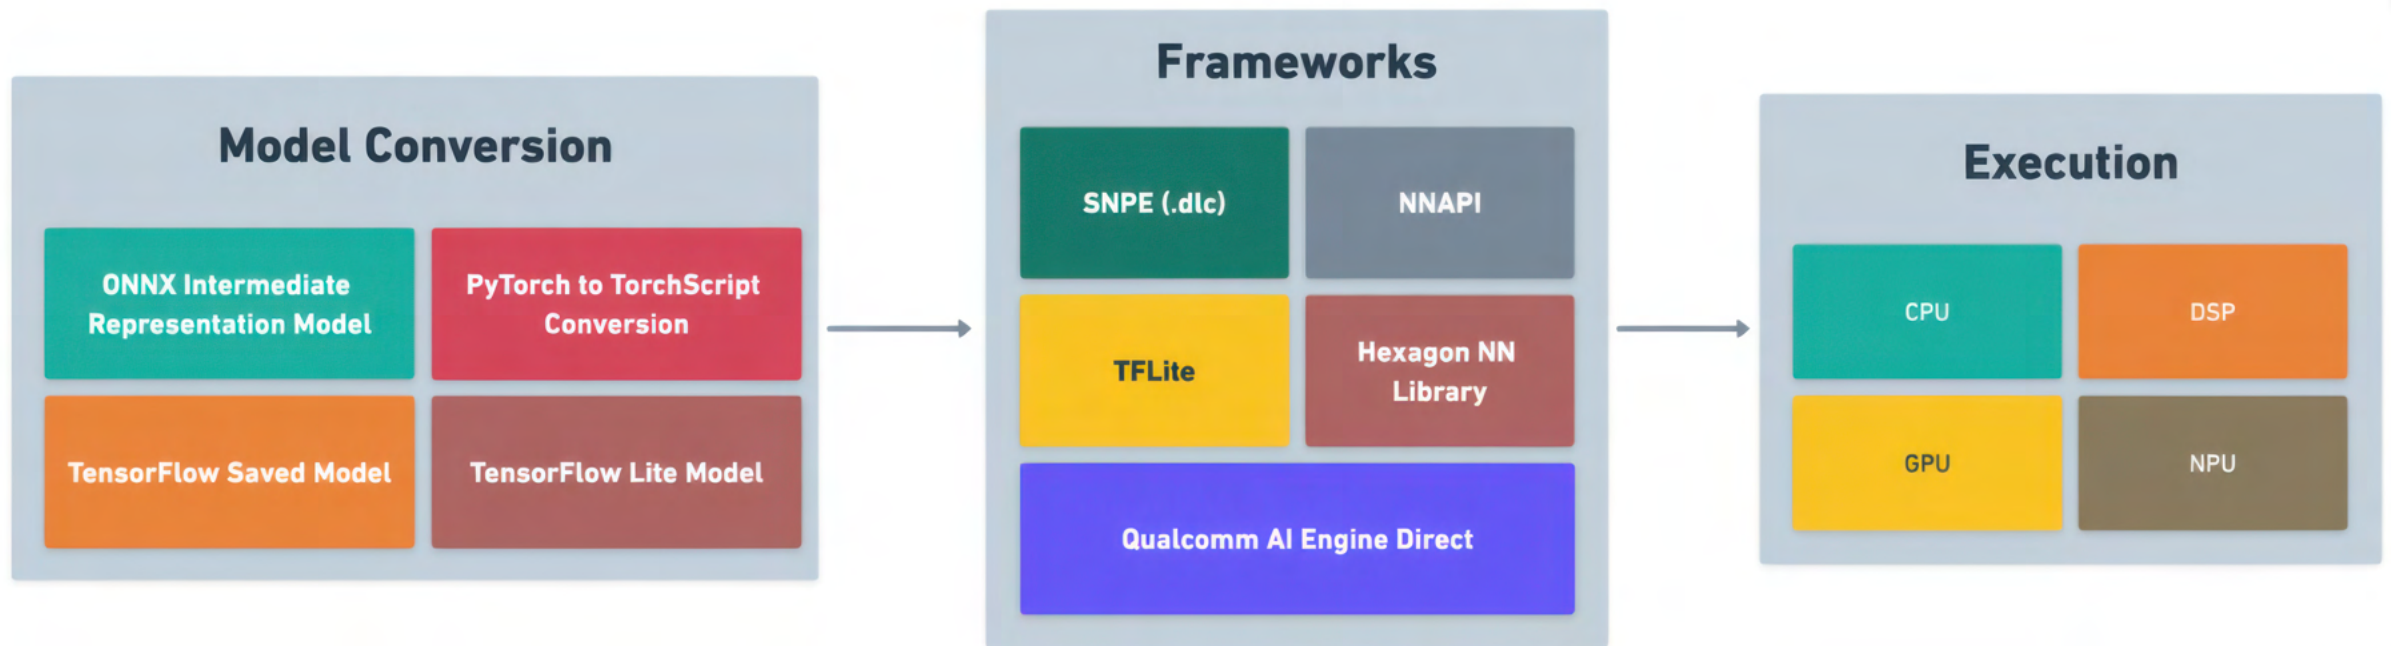 Model Conversion
ONNX Intermediate
Representation Model
PyTorch to TorchScript
Conversion
TensorFlow Saved Model
TensorFlow Lite Model
Frameworks
SNPE (.dlc)
NNAPI
TFLite
Hexagon NN
Library
Qualcomm AI Engine Direct
Execution
CPU
DSP
GPU
NPU